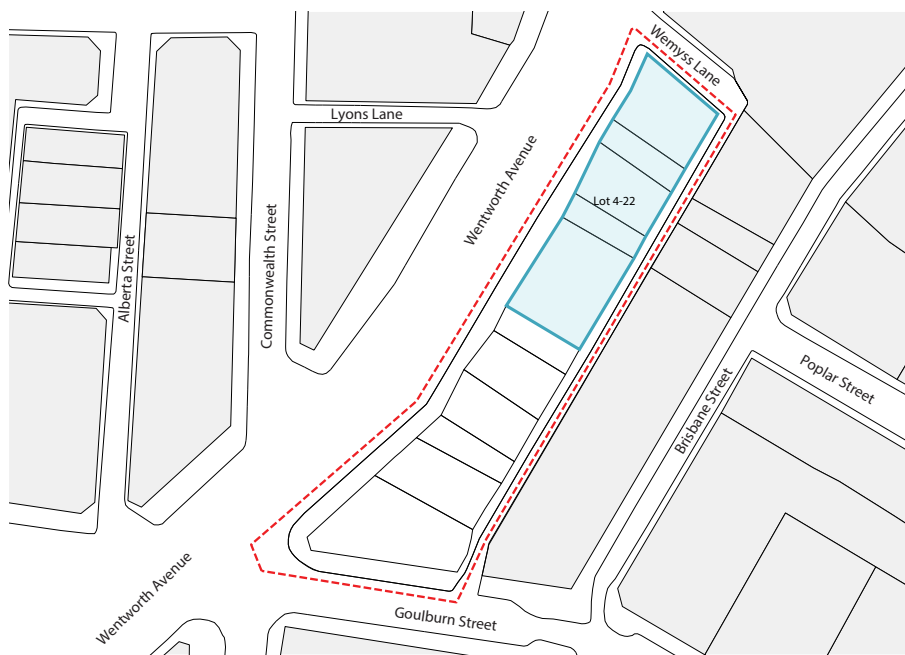 Wemyss Lane
Lyons Lane
Wentworth Avenue
Lot 4-22
Commonwealth Street
Alberta Street
Poplar Street
Brisbane Street
Wentworth Avenue
Goulburn Street